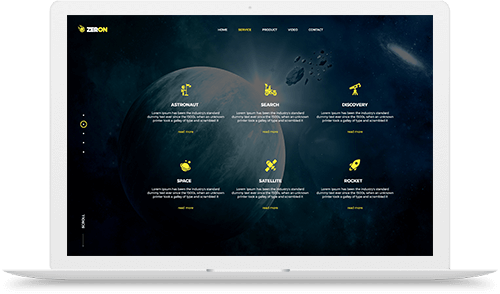 ZERON
HOME SERVICE PRODUCT VIDEO CONTACT
ASTRONAUT
Lorem Ipsum has been the industry's standard
dummy text ever since the 1500s, when an unknown
printer took a galley of type and scrambled it
read more
SEARCH
Lorem Ipsum has been the industry's standard
dummy text ever since the 1500s, when an unknown
printer took a galley of type and scrambled it
read more
DISCOVERY
Lorem Ipsum has been the industry's standard
dummy text ever since the 1500s, when an unknown
printer took a galley of type and scrambled it
read more
SPACE
Lorem Ipsum has been the industry's standard
dummy text ever since the 1500s, when an unknown
printer took a galley of type and scrambled it
read more
SATELLITE
Lorem Ipsum has been the industry's standard
dummy text ever since the 1500s, when an unknown
printer took a galley of type and scrambled it
read more
ROCKET
Lorem Ipsum has been the industry's standard
dummy text ever since the 1500s, when an unknown
printer took a galley of type and scrambled it
read more